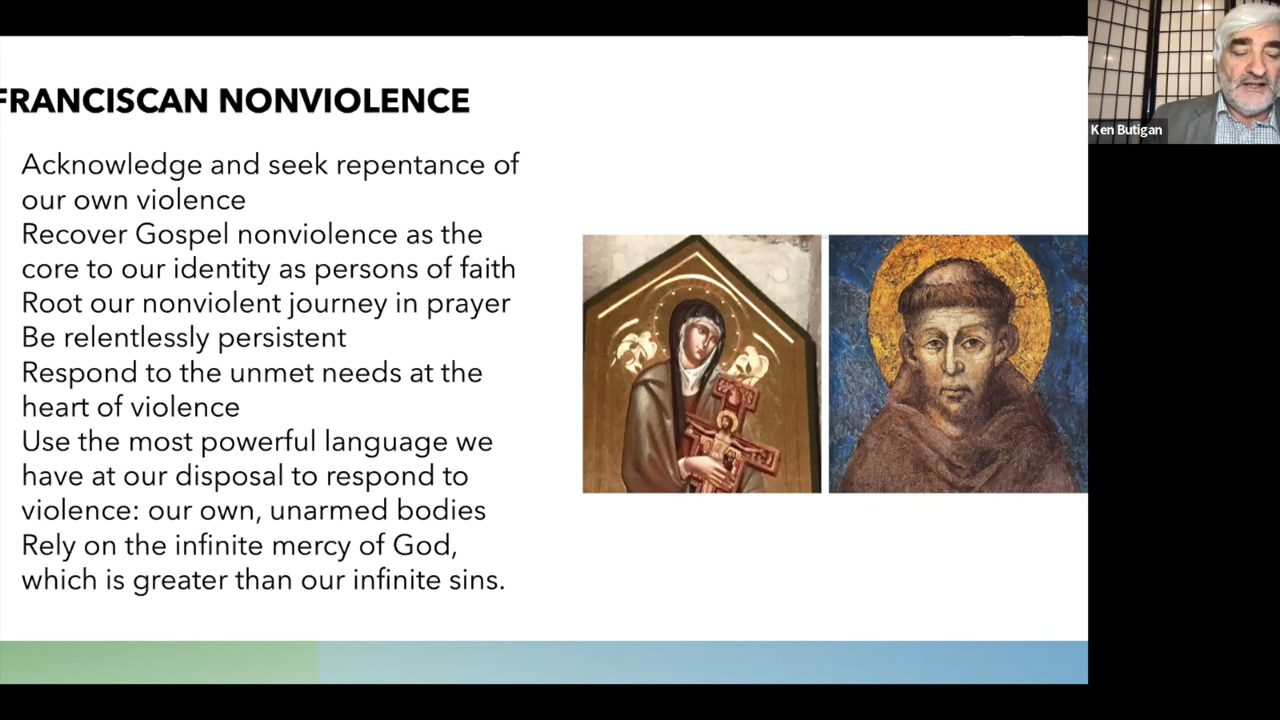 FRANCISCAN NONVIOLENCE
Acknowledge and seek repentance of
our own violence
Recover Gospel nonviolence as the
core to our identity as persons of faith
Root our nonviolent journey in prayer
Be relentlessly persistent
Respond to the unmet needs at the
heart of violence
Use the most powerful language we
have at our disposal to respond to
violence: our own, unarmed bodies
Rely on the infinite mercy of God,
which is greater than our infinite sins.
Ken Butigan